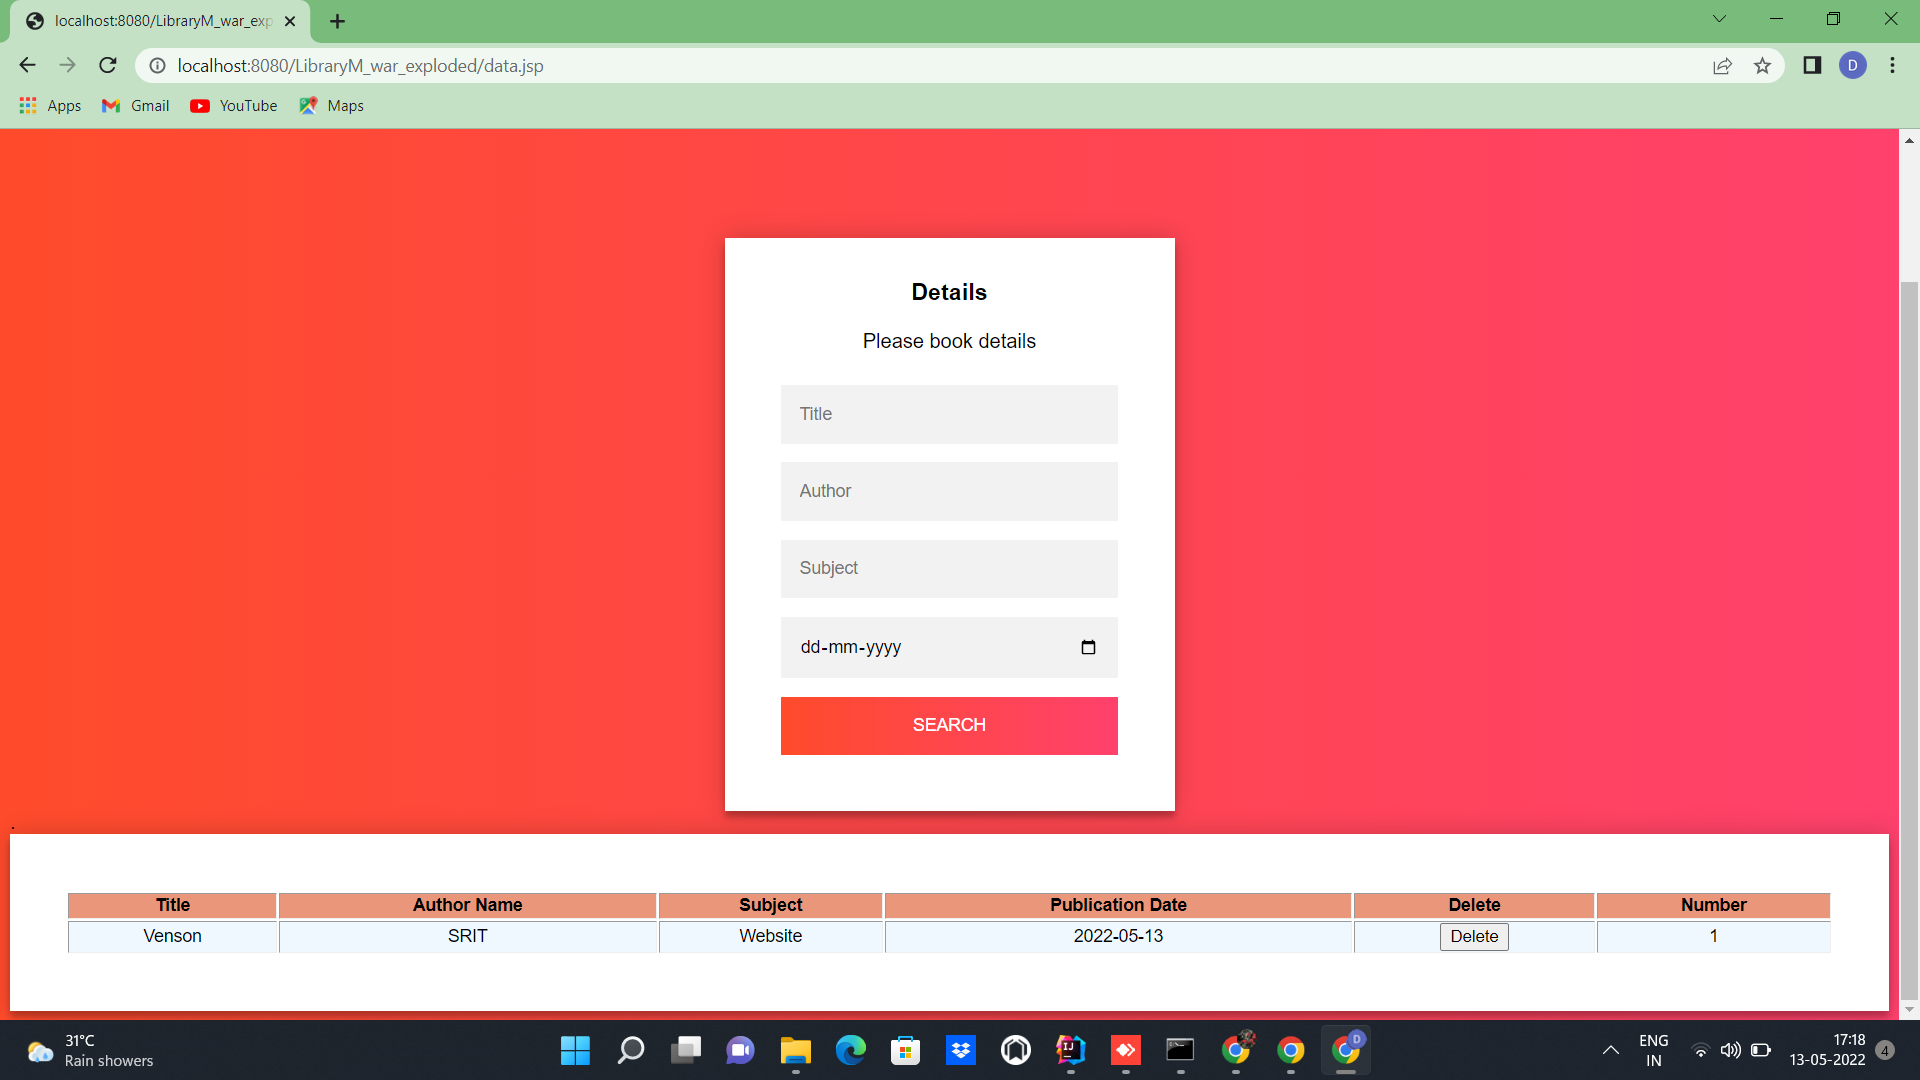 localhost:8080/LibraryM_war_exp
localhost:8080/LibraryM_war_exploded/data.jsp
D
Apps
Gmail
YouTube
Maps
Details
Please book details
Title
Author
Subject
dd-mm-yyyy
SEARCH
.
Title Author Name Subject Publication Date Delete Number
Venson SRIT Website 2022-05-13 Delete 1
31°C
Rain showers
IJ
D
ENG
IN
17:18
13-05-2022
4